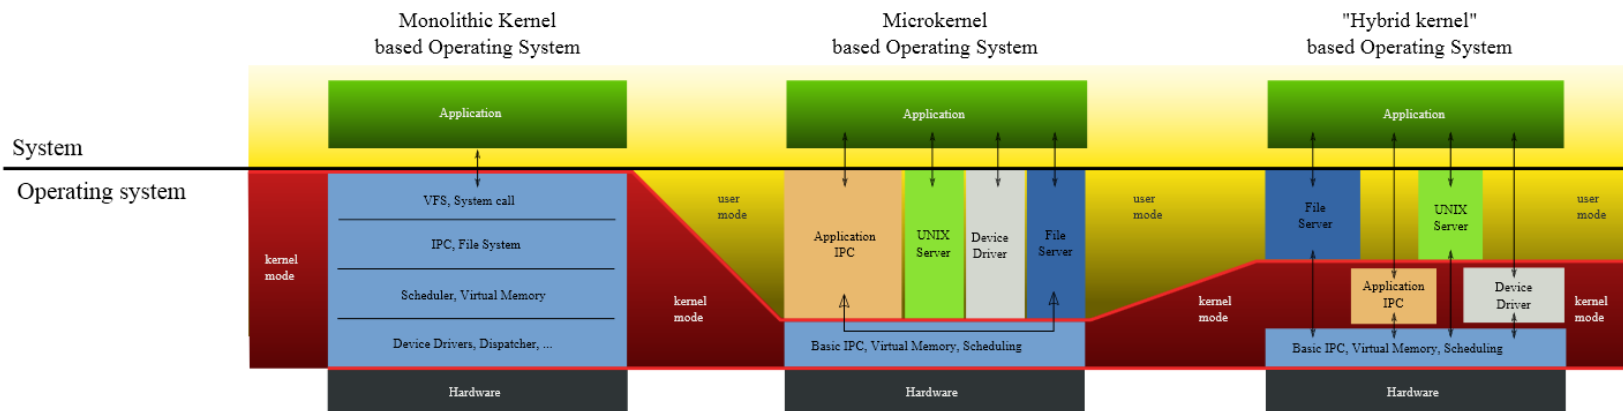 Monolithic Kernel
based Operating System
Microkernel
based Operating System
"Hybrid kernel"
based Operating System
Application
Application
Application
System
Operating system
kernel
mode
VFS, System call
IPC, File System
Scheduler, Virtual Memory
Device Drivers, Dispatcher, ...
Hardware
kernel
mode
user
mode
Application
IPC
UNIX
Server
Device
Driver
File
Server
Basic IPC, Virtual Memory, Scheduling
Hardware
user
mode
kernel
mode
File
Server
UNIX
Server
user
mode
Application
IPC
Device
Driver
kernel
mode
Basic IPC, Virtual Memory, Scheduling
Hardware